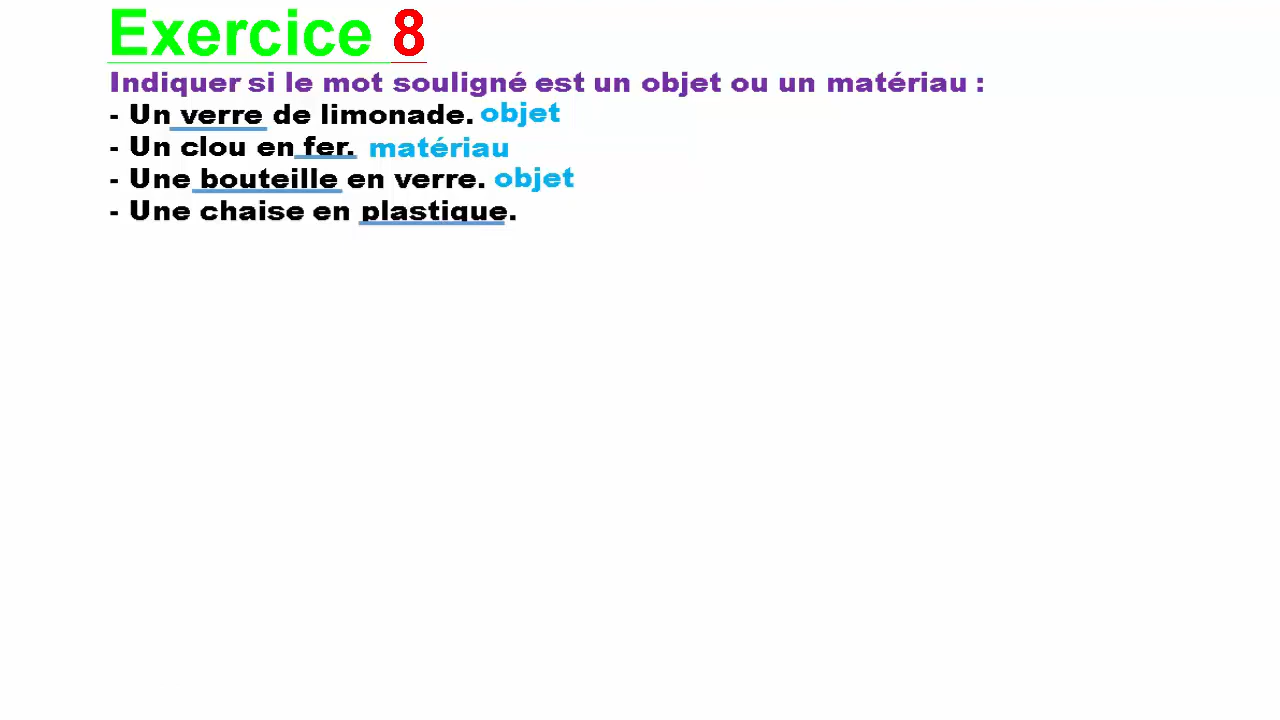 Exercice 8
Indiquer si le mot souligné est un objet ou un matériau :
- Un verre de limonade. objet
- Un clou en fer. matériau
- Une bouteille en verre. objet
- Une chaise en plastique.